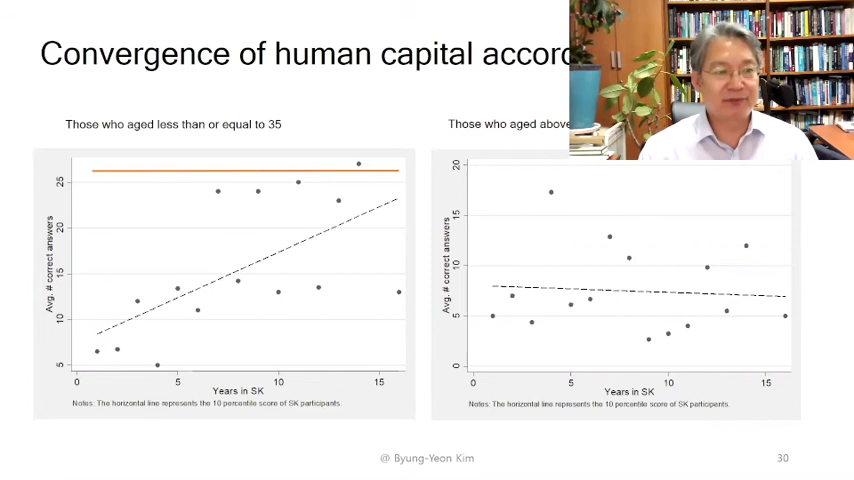 Convergence of human capital accord
Those who aged less than or equal to 35
Those who aged above
Avg. # correct answers
25
20
15
10
5
0
5
10
15
Years in SK
Notes: The horizontal line represents the 10 percentile score of SK participants.
Avg. # correct answers
20
15
10
5
0
0
5
10
15
Years in SK
Notes: The horizontal line represents the 10 percentile score of SK participants.
@ Byung-Yeon Kim
30